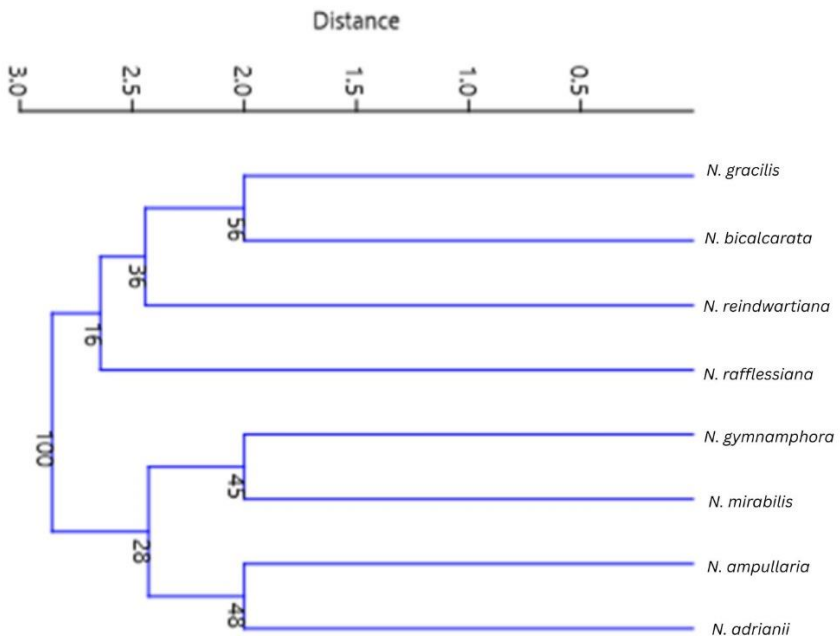 Distance
3.0
2.5
2.0
1.5
1.0
0.5
N. gracilis
56
N. bicalcarata
36
N. reindwartiana
16
N. rafflessiana
N. gymnamphora
100
45
N. mirabilis
28
N. ampullaria
48
N. adrianii